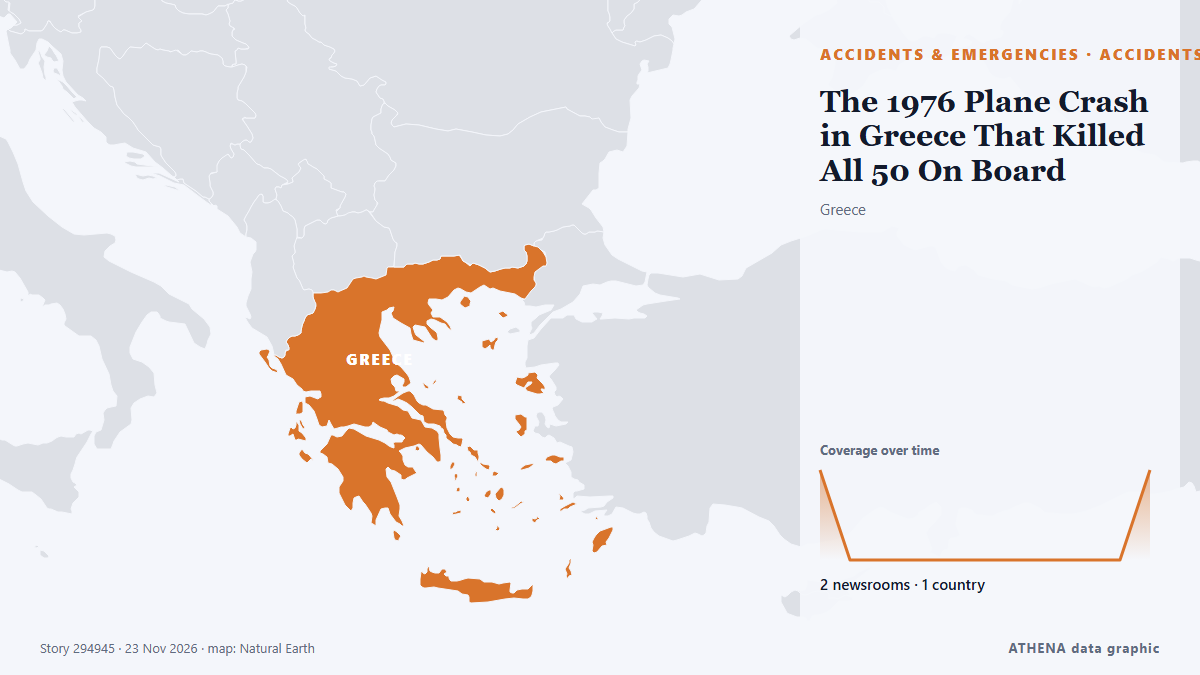 ACCIDENTS & EMERGENCIES · ACCIDENTS
The 1976 Plane Crash
in Greece That Killed
All 50 On Board
Greece
GREECE
Coverage over time
2 newsrooms · 1 country
Story 294945 · 23 Nov 2026 · map: Natural Earth
ATHENA data graphic